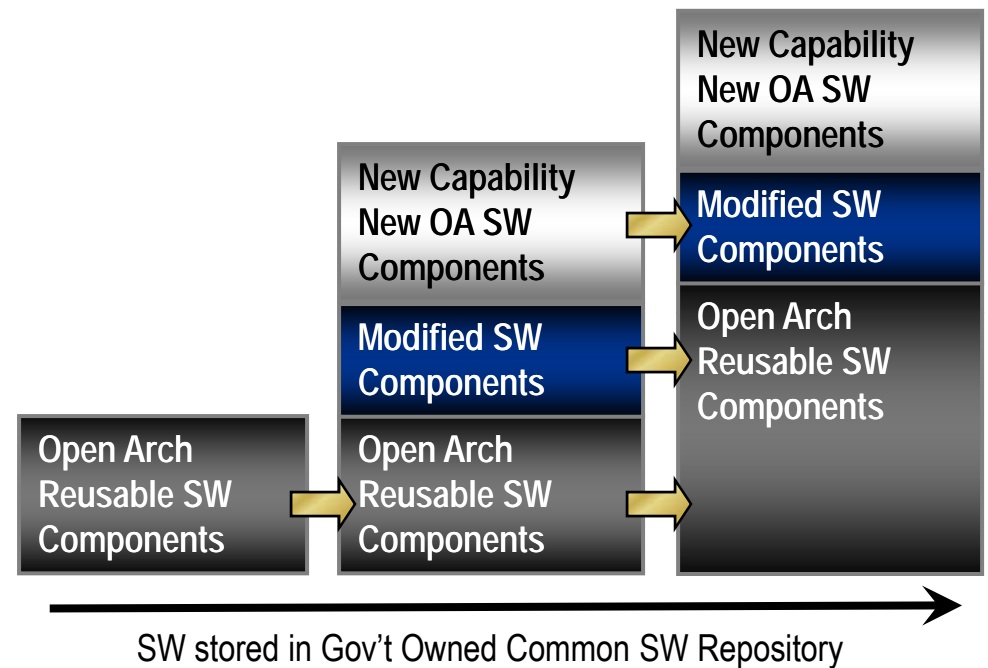 Open Arch
Reusable SW
Components
New Capability
New OA SW
Components
Modified SW
Components
Open Arch
Reusable SW
Components
New Capability
New OA SW
Components
Modified SW
Components
Open Arch
Reusable SW
Components
SW stored in Gov’t Owned Common SW Repository